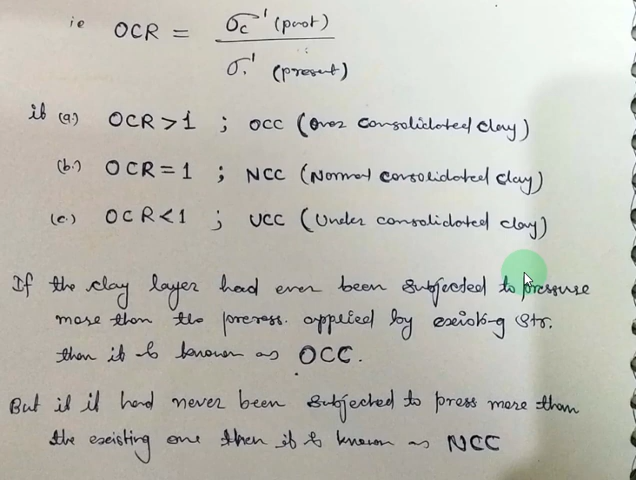 ie OCR = σc' (past) / σ' (present)
if (a.) OCR > 1 ; OCC (Over consolidated clay)
(b.) OCR = 1 ; NCC (Normal consolidated clay)
(c.) OCR < 1 ; UCC (Under consolidated clay)
If the clay layer had ever been subjected to pressure
more than the press. applied by existing str.
then it is known as OCC.
But if it had never been subjected to press more than
the existing one then it is known as NCC